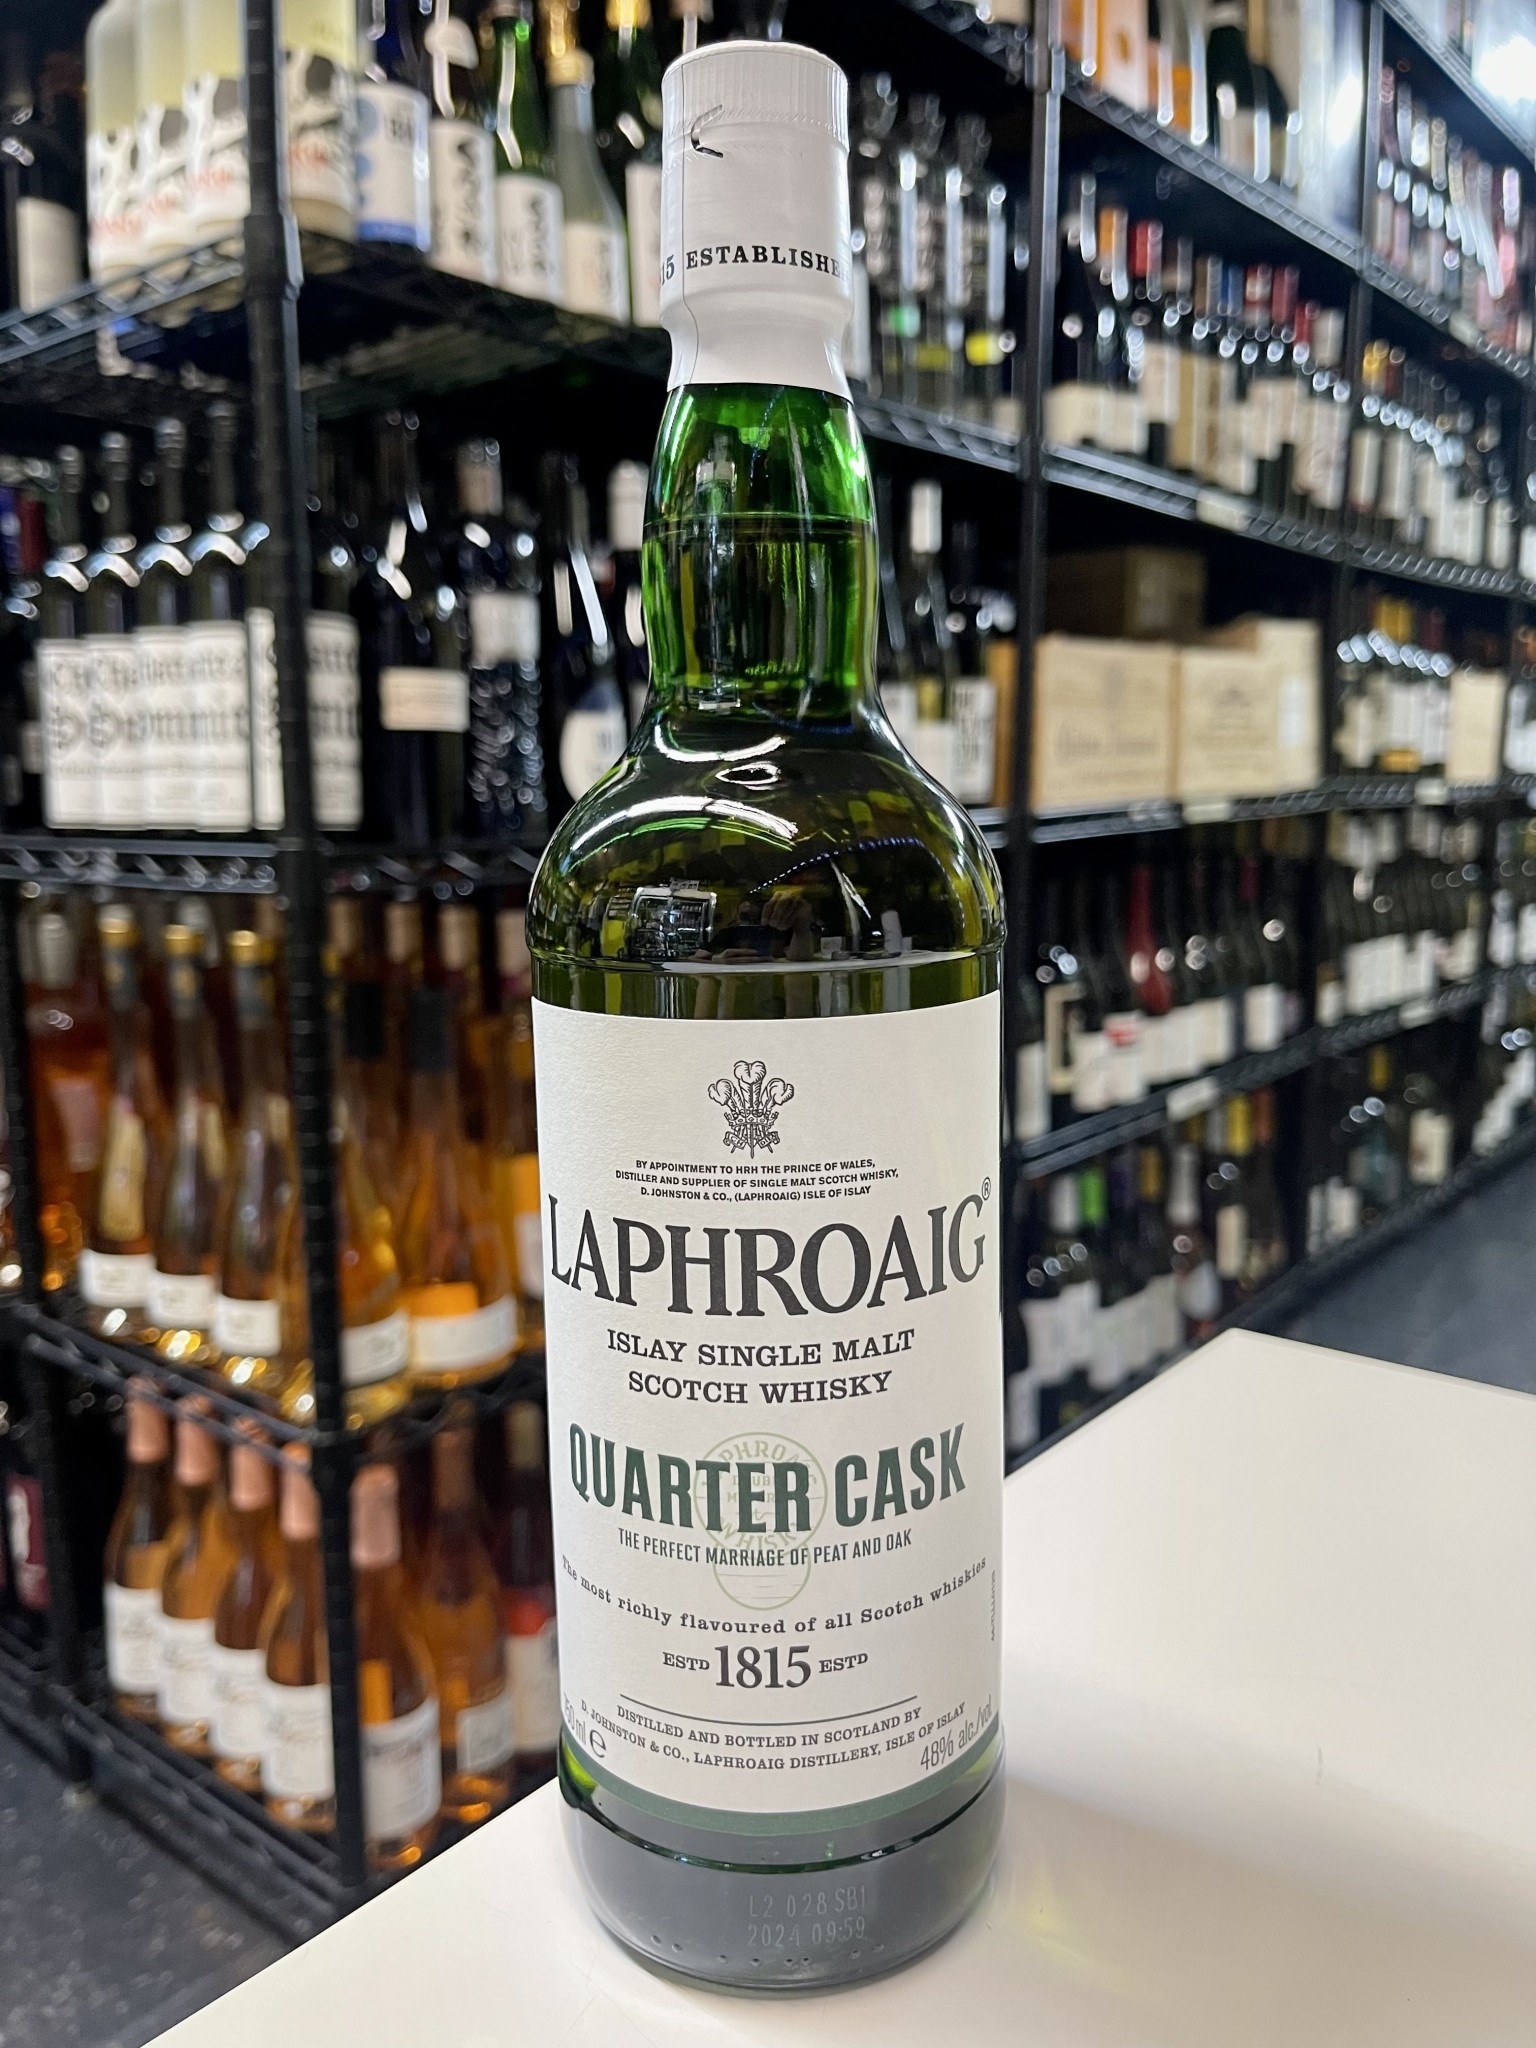 15 ESTABLISHE
BY APPOINTMENT TO HRH THE PRINCE OF WALES,
DISTILLER AND SUPPLIER OF SINGLE MALT SCOTCH WHISKY,
D. JOHNSTON & CO., (LAPHROAIG) ISLE OF ISLAY
LAPHROAIG®
ISLAY SINGLE MALT
SCOTCH WHISKY
QUARTER CASK
THE PERFECT MARRIAGE OF PEAT AND OAK
The most richly flavoured of all Scotch whiskies
ESTD 1815 ESTD
DISTILLED AND BOTTLED IN SCOTLAND BY
D. JOHNSTON & CO., LAPHROAIG DISTILLERY, ISLE OF ISLAY
750 ml e
48% alc./vol.
L2 028 SB1
2024 09:59